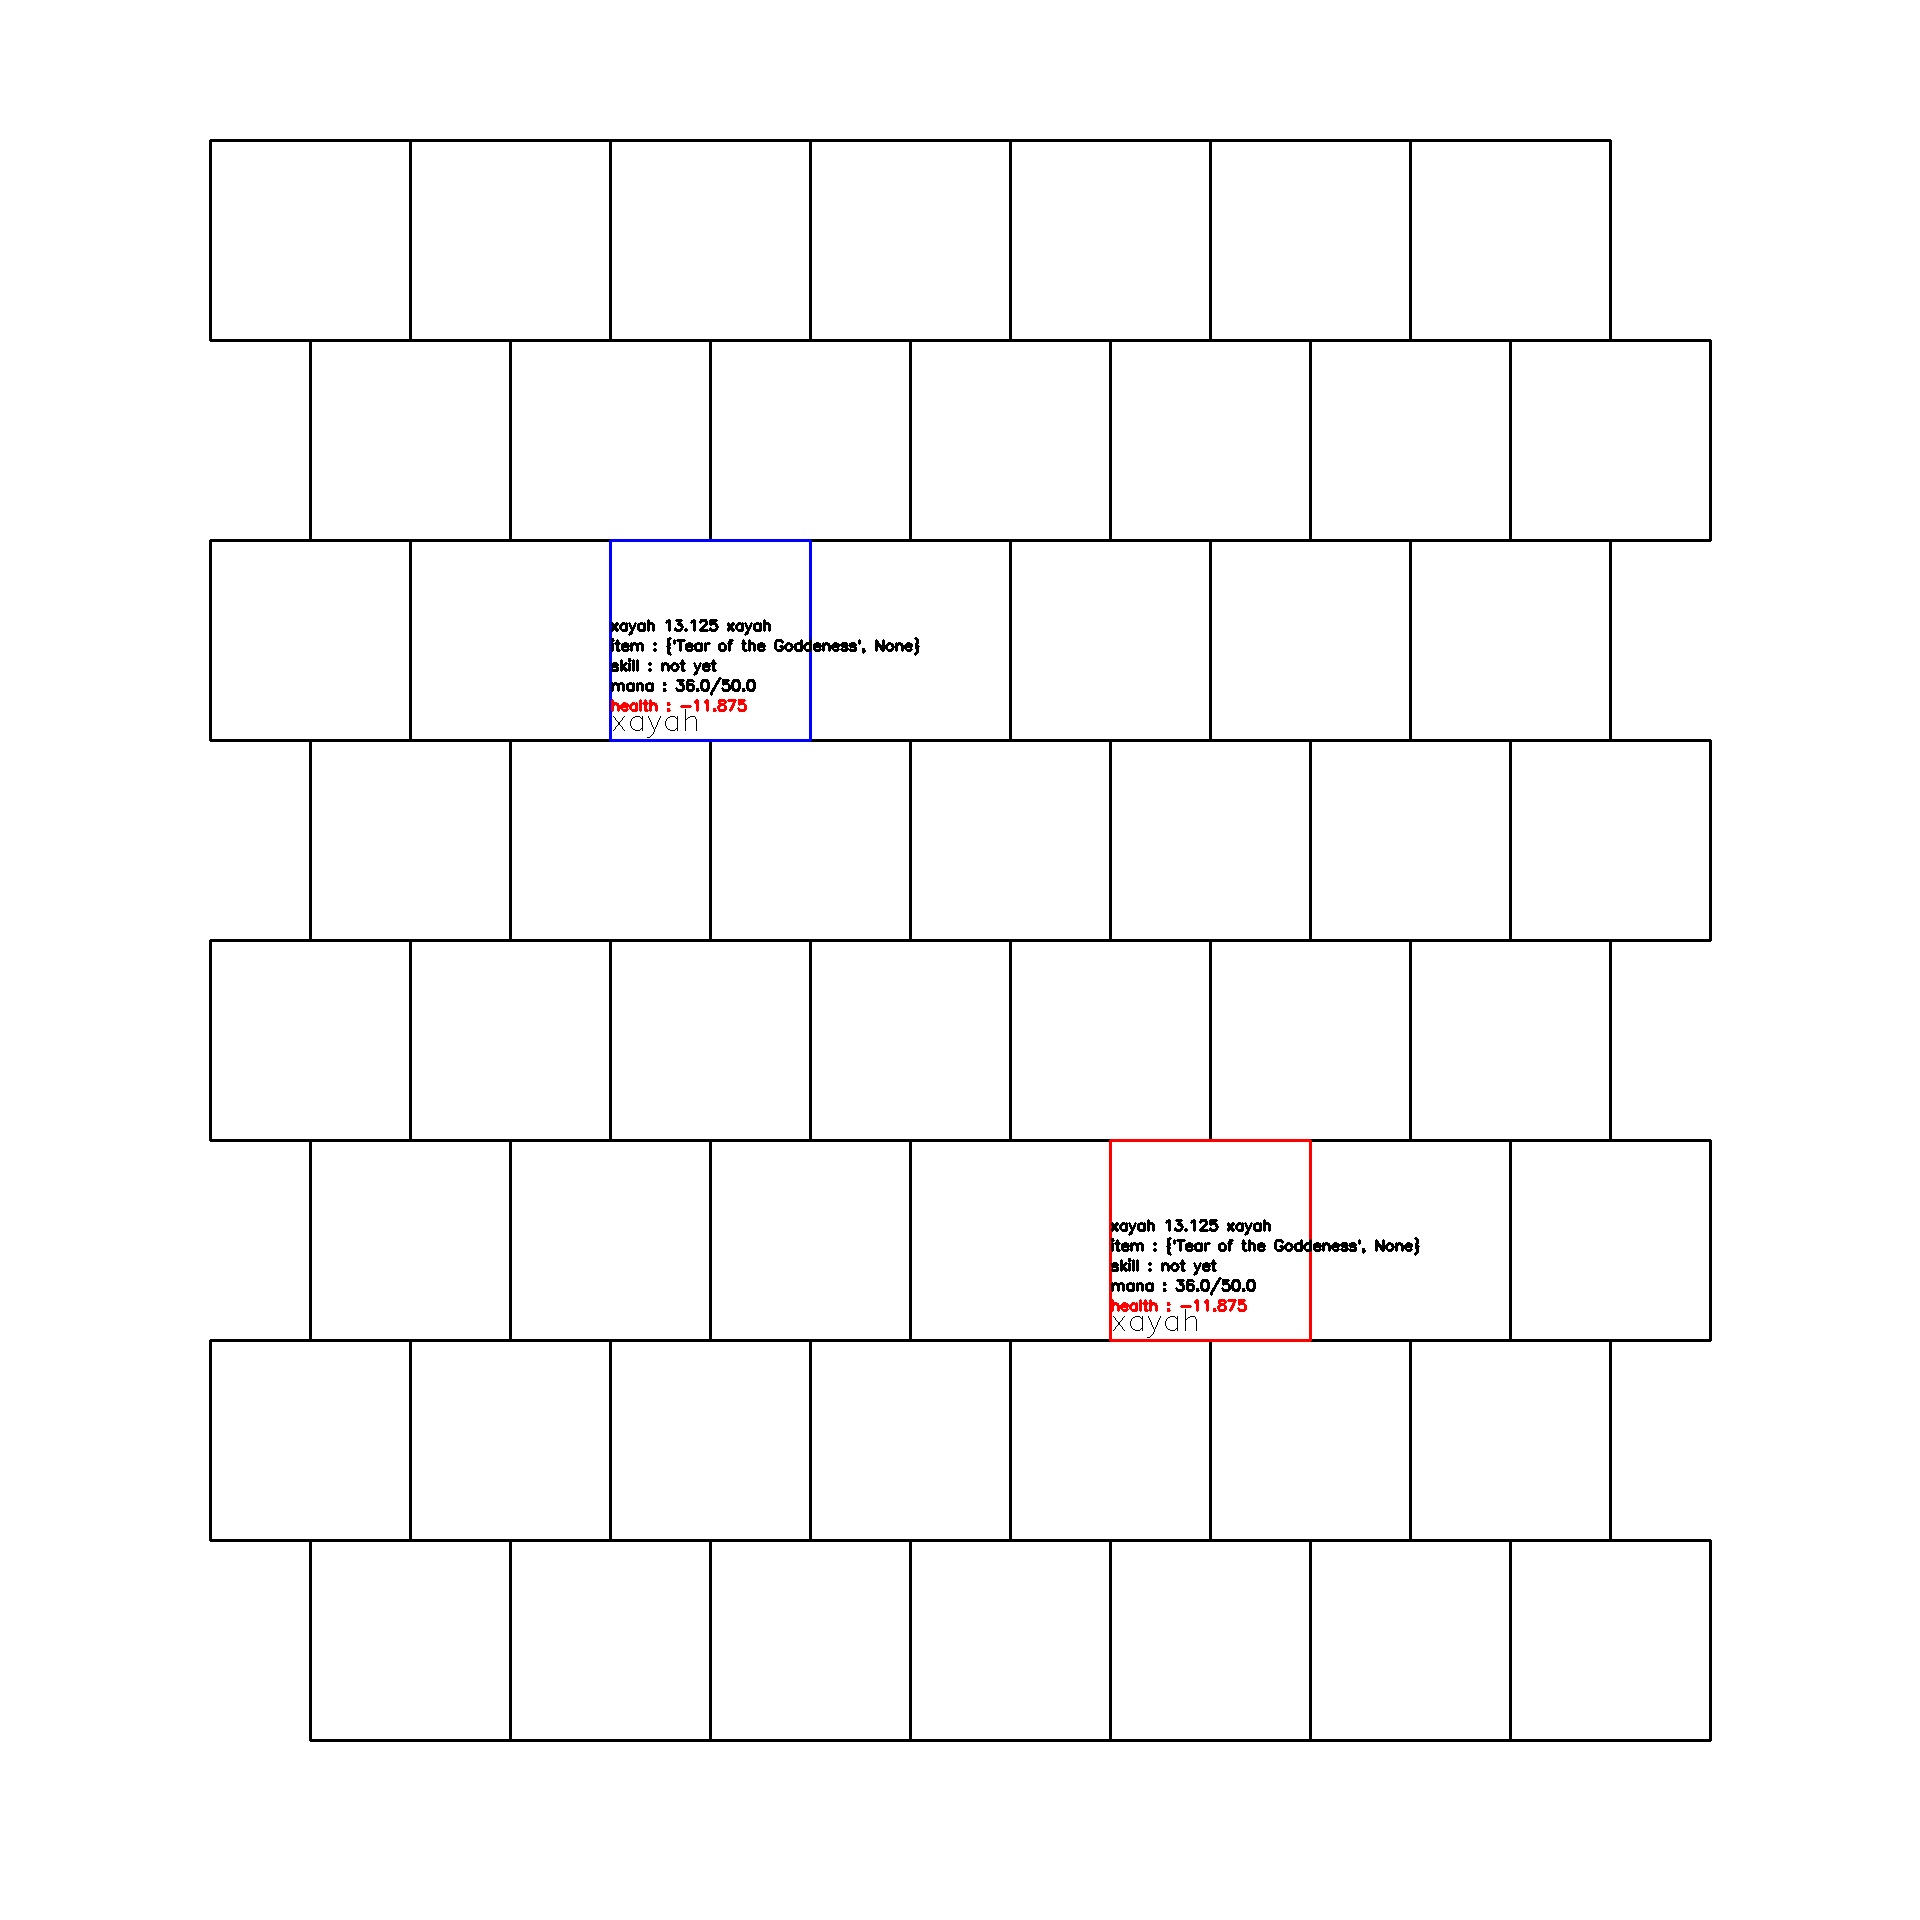 xayah 13.125 xayah
item : {'Tear of the Goddeness', None}
skill : not yet
mana : 36.0/50.0
health : -11.875
xayah
xayah 13.125 xayah
item : {'Tear of the Goddeness', None}
skill : not yet
mana : 36.0/50.0
health : -11.875
xayah